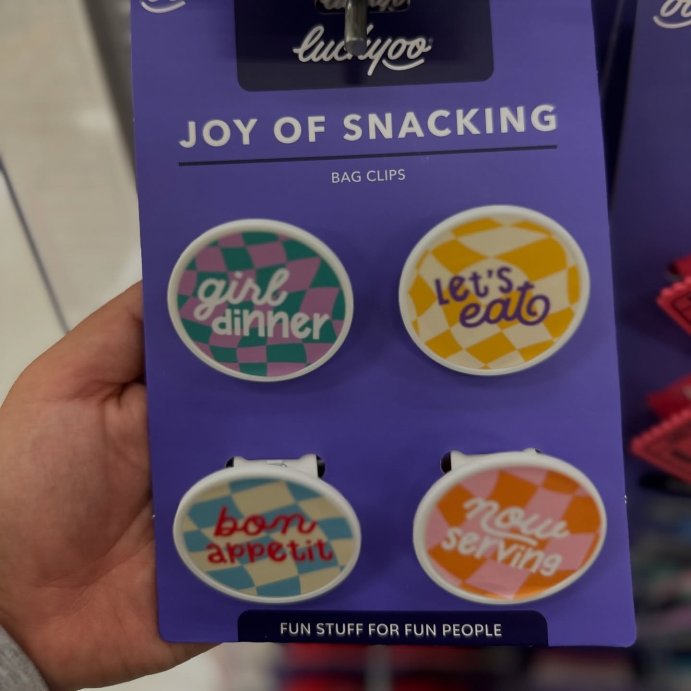 luckyoo
JOY OF SNACKING
BAG CLIPS
girl
dinner
LeT'S
eat
bon
appetit
now
serving
FUN STUFF FOR FUN PEOPLE